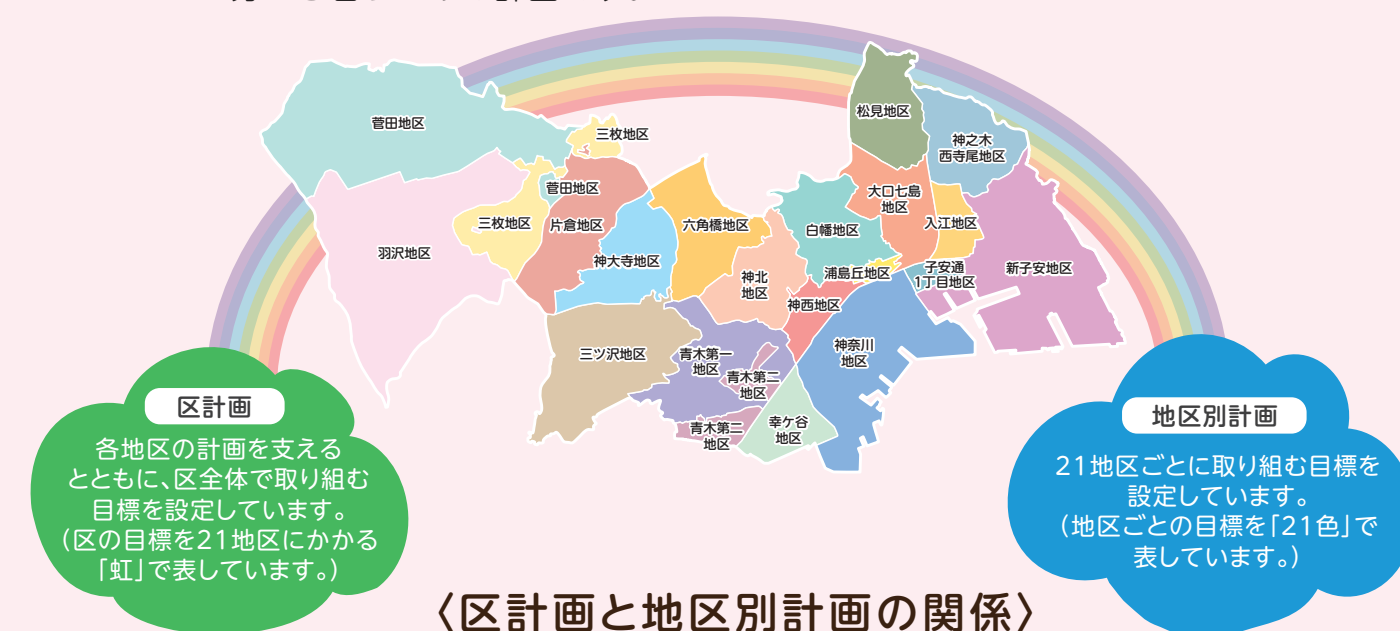 菅田地区
三枚地区
松見地区
神之木
西寺尾地区
菅田地区
大口七島
地区
三枚地区
片倉地区
六角橋地区
白幡地区
入江地区
羽沢地区
神大寺地区
浦島丘地区
子安通
1丁目地区
新子安地区
神北
地区
神西地区
三ツ沢地区
青木第一
地区
神奈川
地区
青木第二
地区
青木第二
地区
幸ケ谷
地区
区計画
各地区の計画を支える
とともに、区全体で取り組む
目標を設定しています。
(区の目標を21地区にかかる
「虹」で表しています。)
地区別計画
21地区ごとに取り組む目標を
設定しています。
(地区ごとの目標を「21色」で
表しています。)
〈区計画と地区別計画の関係〉